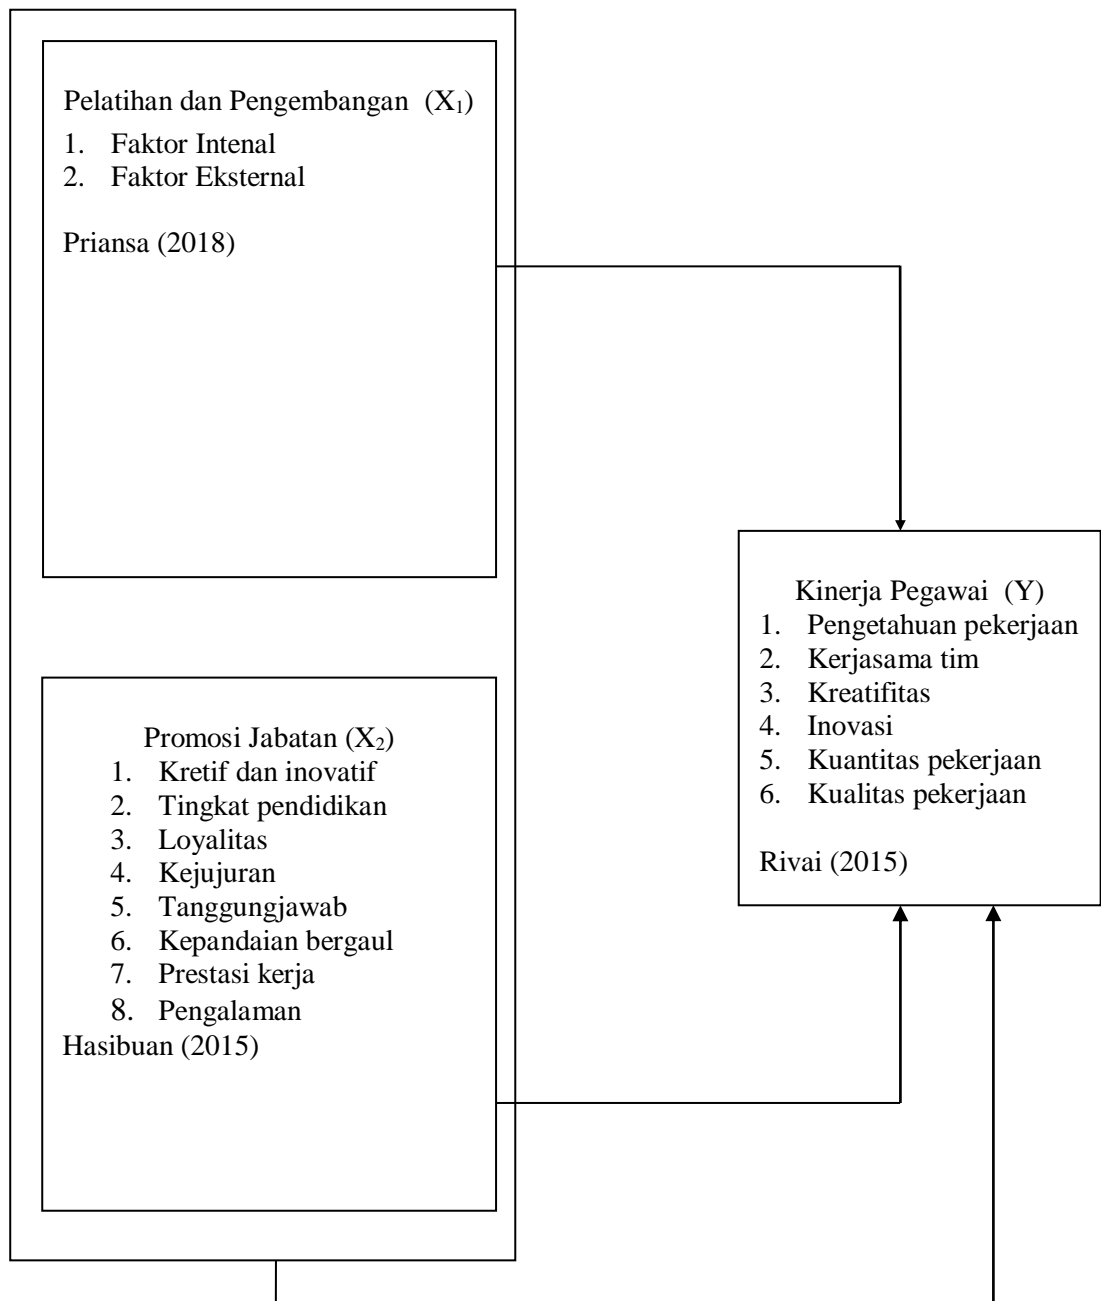 Pelatihan dan Pengembangan (X₁)
1. Faktor Intenal
2. Faktor Eksternal
Priansa (2018)
Promosi Jabatan (X₂)
1. Kretif dan inovatif
2. Tingkat pendidikan
3. Loyalitas
4. Kejujuran
5. Tanggungjawab
6. Kepandaian bergaul
7. Prestasi kerja
8. Pengalaman
Hasibuan (2015)
Kinerja Pegawai (Y)
1. Pengetahuan pekerjaan
2. Kerjasama tim
3. Kreatifitas
4. Inovasi
5. Kuantitas pekerjaan
6. Kualitas pekerjaan
Rivai (2015)